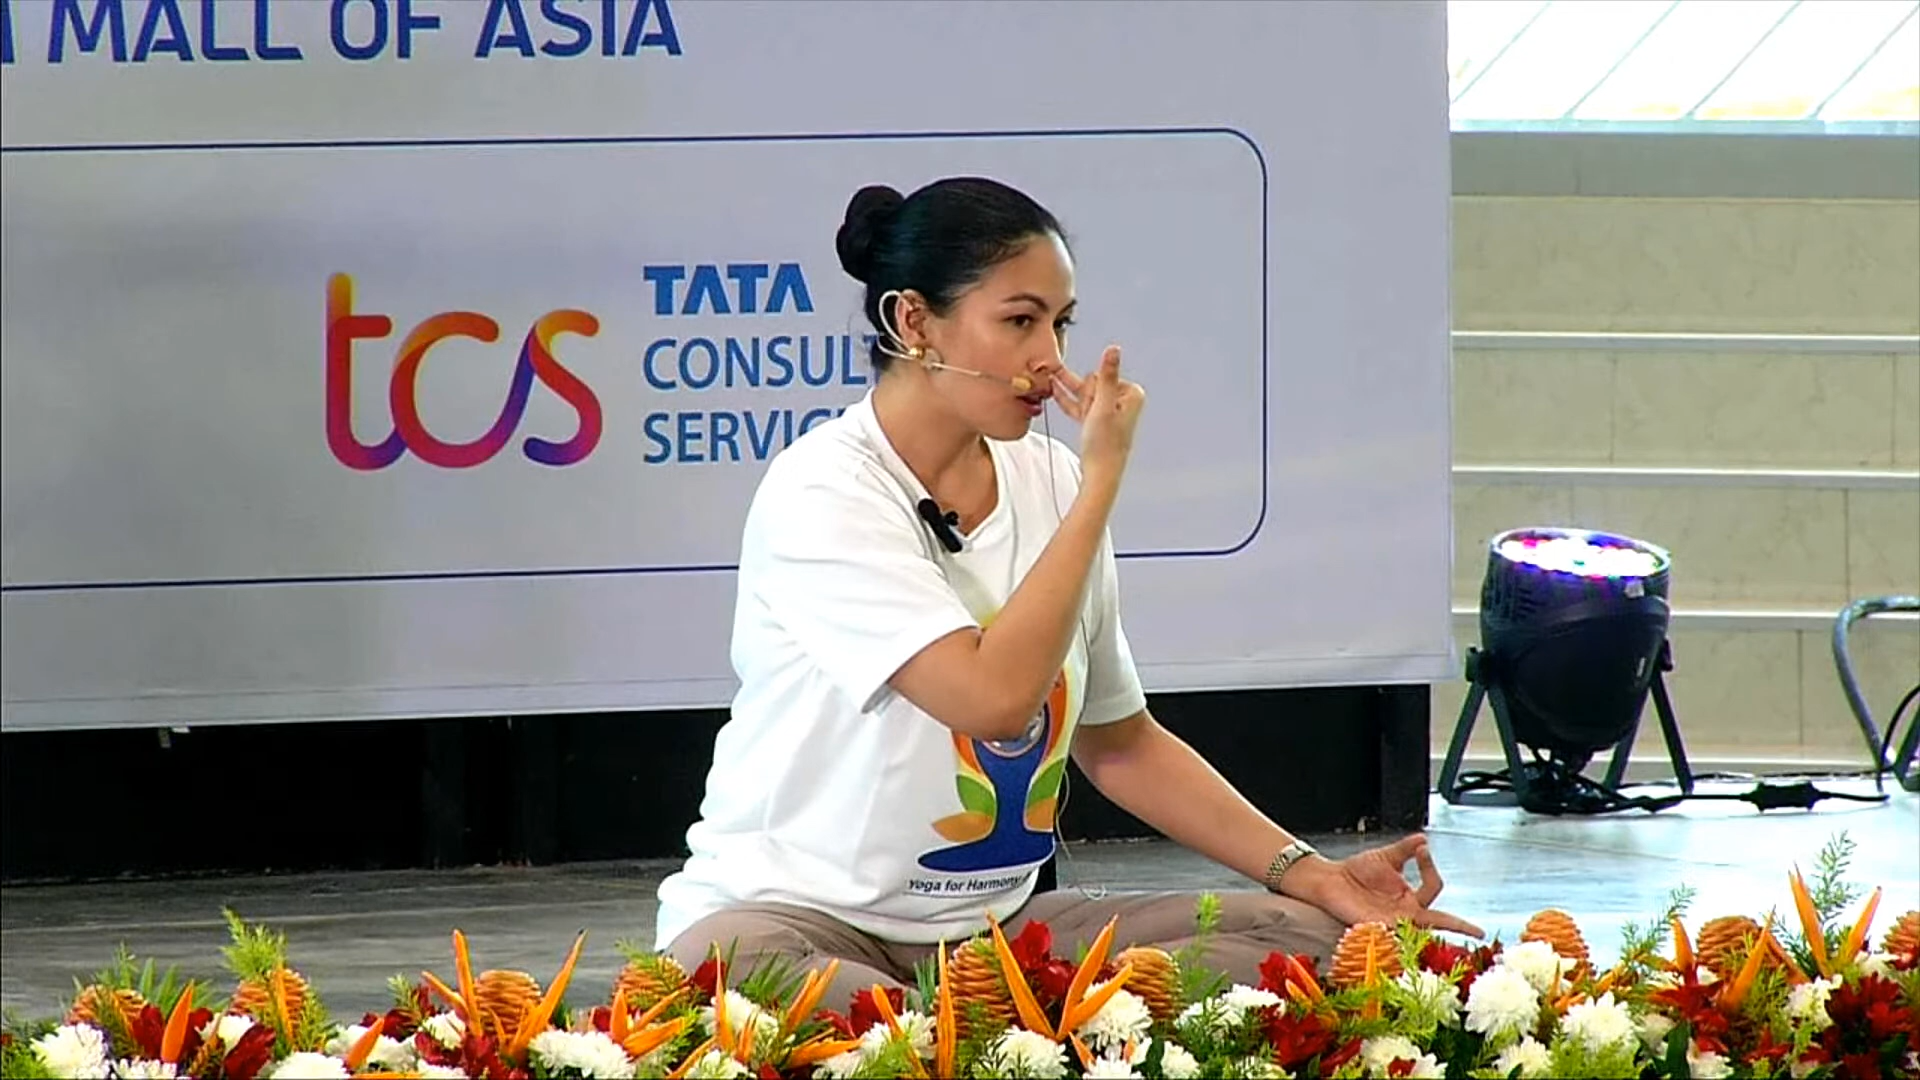 MALL OF ASIA
tcs
TATA
CONSUL
SERVIC
Yoga for Harmony